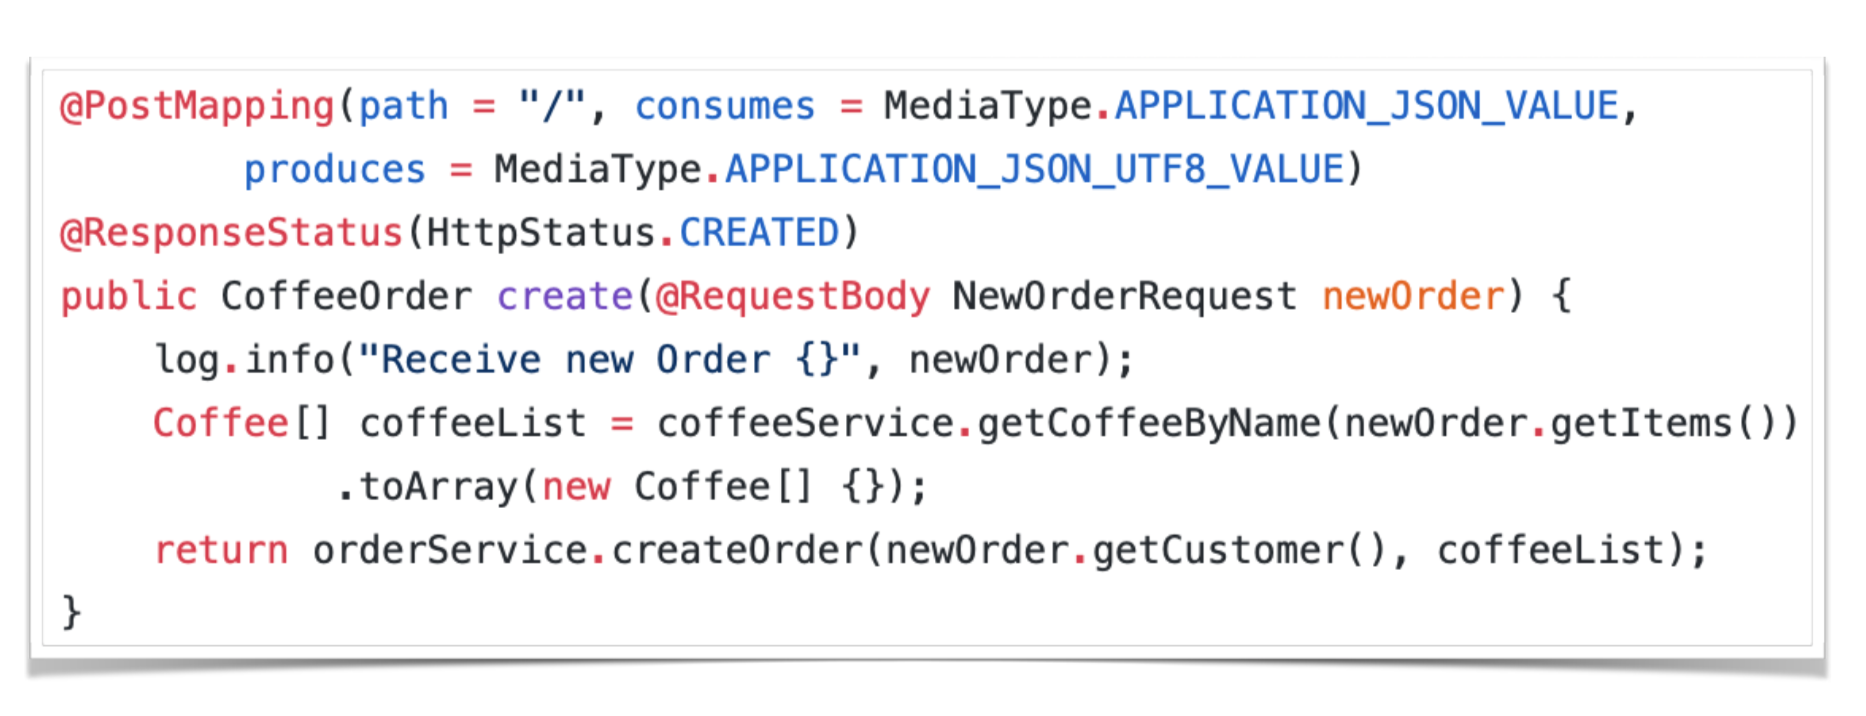 @PostMapping(path = "/", consumes = MediaType.APPLICATION_JSON_VALUE,
        produces = MediaType.APPLICATION_JSON_UTF8_VALUE)
@ResponseStatus(HttpStatus.CREATED)
public CoffeeOrder create(@RequestBody NewOrderRequest newOrder) {
    log.info("Receive new Order {}", newOrder);
    Coffee[] coffeeList = coffeeService.getCoffeeByName(newOrder.getItems())
            .toArray(new Coffee[] {});
    return orderService.createOrder(newOrder.getCustomer(), coffeeList);
}